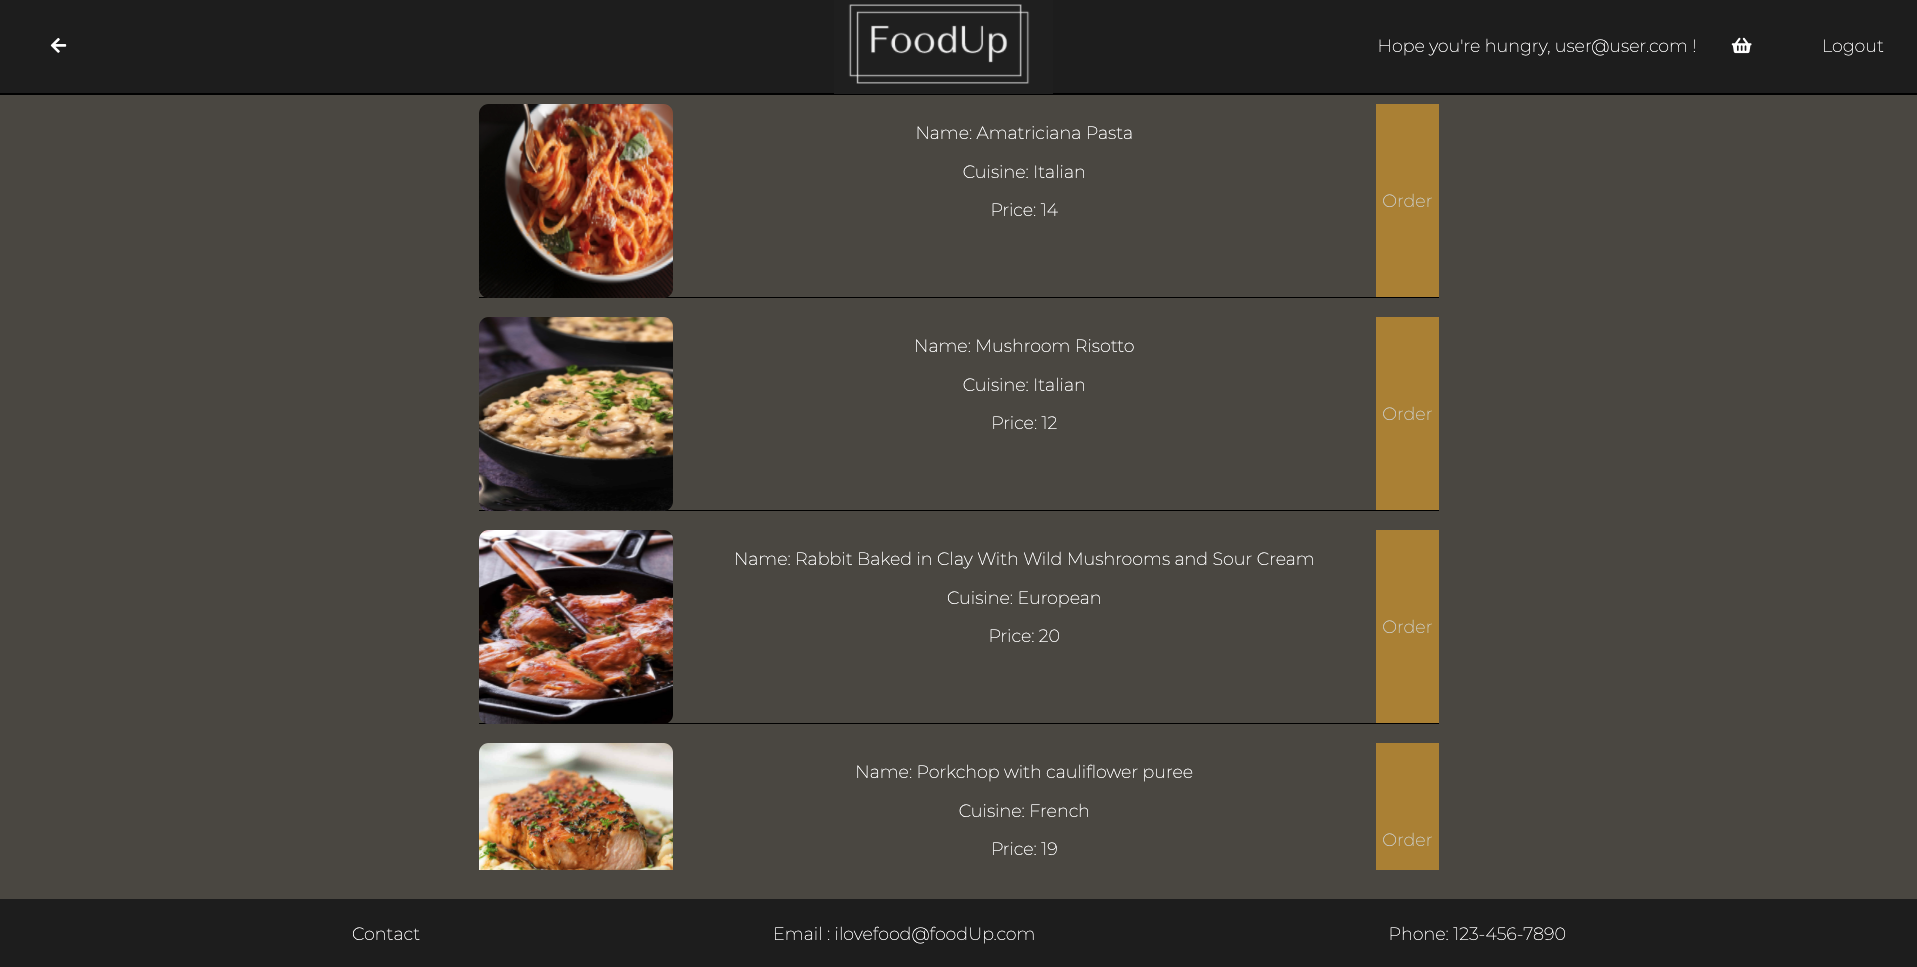 FoodUp
Hope you're hungry, user@user.com !
Logout
Name: Amatriciana Pasta
Cuisine: Italian
Price: 14
Order
Name: Mushroom Risotto
Cuisine: Italian
Price: 12
Order
Name: Rabbit Baked in Clay With Wild Mushrooms and Sour Cream
Cuisine: European
Price: 20
Order
Name: Porkchop with cauliflower puree
Cuisine: French
Price: 19
Order
Contact
Email : ilovefood@foodUp.com
Phone: 123-456-7890